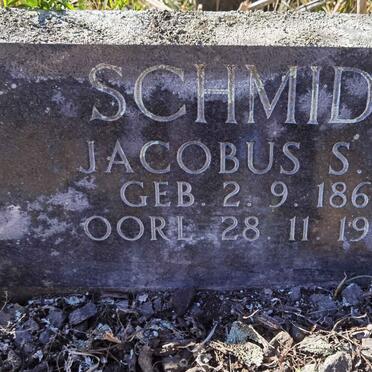 SCHMID
JACOBUS S.
GEB. 2. 9. 186
OORL. 28. 11. 19